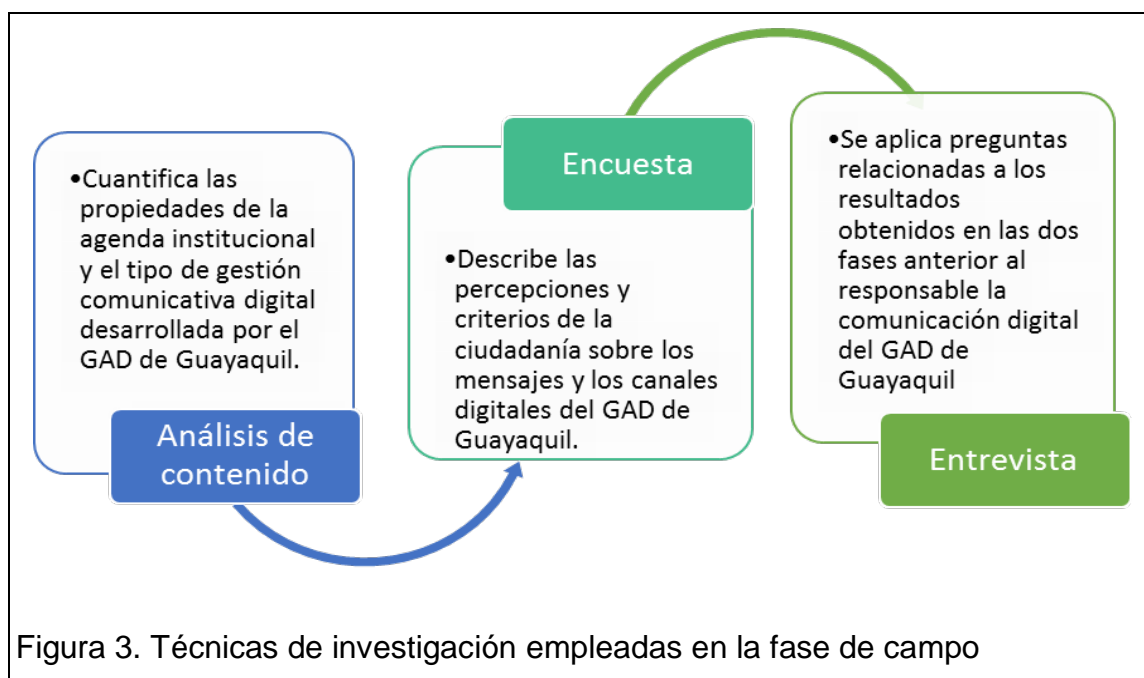 •Cuantifica las
propiedades de la
agenda institucional
y el tipo de gestión
comunicativa digital
desarrollada por el
GAD de Guayaquil.
Análisis de
contenido
Encuesta
•Describe las
percepciones y
criterios de la
ciudadanía sobre los
mensajes y los canales
digitales del GAD de
Guayaquil.
•Se aplica preguntas
relacionadas a los
resultados
obtenidos en las dos
fases anterior al
responsable la
comunicación digital
del GAD de
Guayaquil
Entrevista
Figura 3. Técnicas de investigación empleadas en la fase de campo